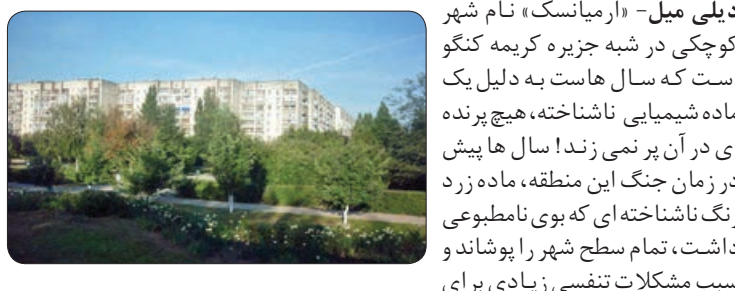 دیلی میل- «ارمیانسک» نام شهر
کوچکی در شبه جزیره کریمه کنگو
است که سال هاست به دلیل یک
ماده شیمیایی ناشناخته، هیچ پرنده
ای در آن پر نمی زند! سال ها پیش
در زمان جنگ این منطقه، ماده زرد
رنگ ناشناخته ای که بوی نامطبوعی
داشت، تمام سطح شهر را پوشاند و
سبب مشکلات تنفسی زیادی برای